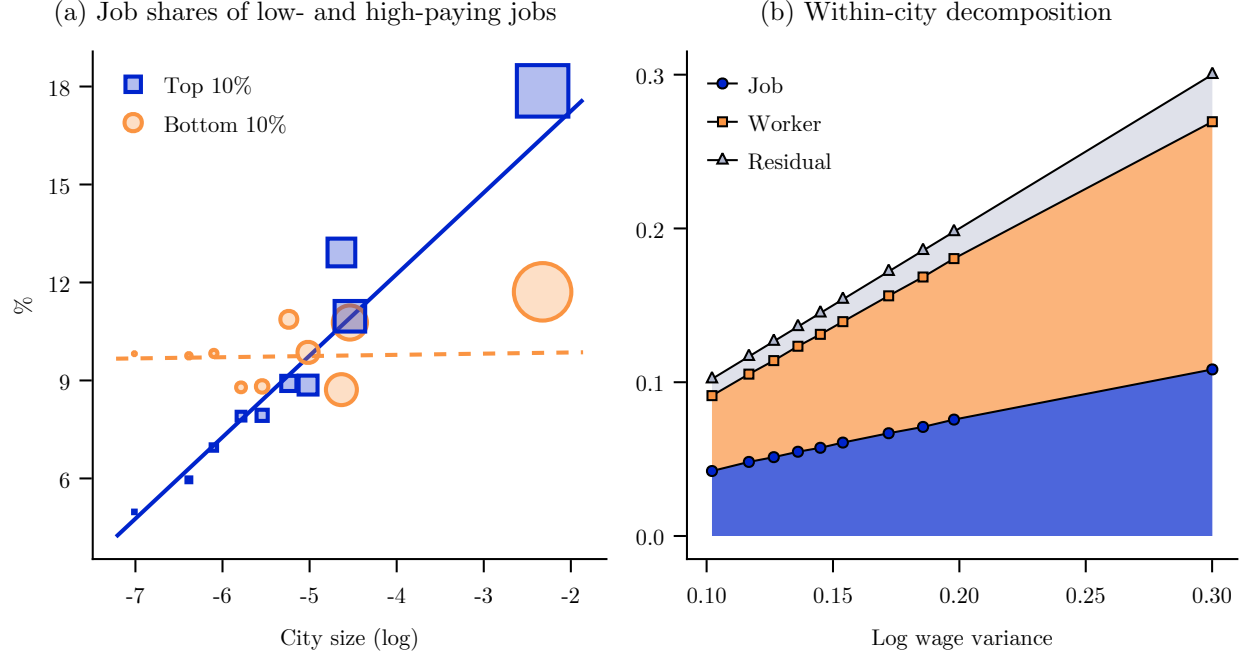 (a) Job shares of low- and high-paying jobs
Top 10%
Bottom 10%
18
15
12
9
6
%
-7 -6 -5 -4 -3 -2
City size (log)
(b) Within-city decomposition
Job
Worker
Residual
0.3
0.2
0.1
0.0
0.10 0.15 0.20 0.25 0.30
Log wage variance